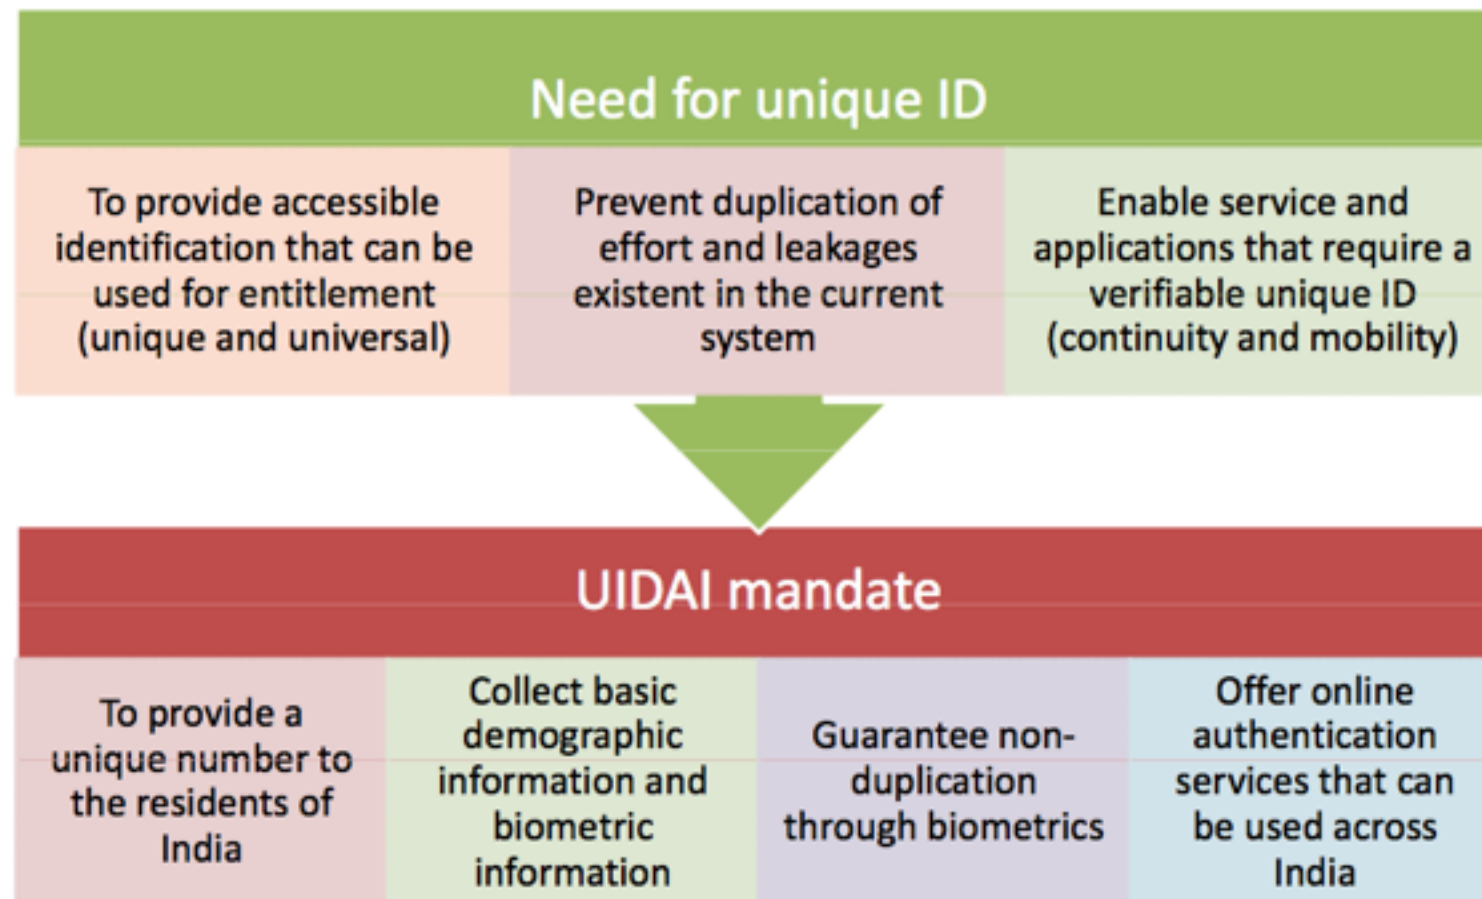 Need for unique ID
To provide accessible
identification that can be
used for entitlement
(unique and universal)
Prevent duplication of
effort and leakages
existent in the current
system
Enable service and
applications that require a
verifiable unique ID
(continuity and mobility)
UIDAI mandate
To provide a
unique number to
the residents of
India
Collect basic
demographic
information and
biometric
information
Guarantee non-
duplication
through biometrics
Offer online
authentication
services that can
be used across
India